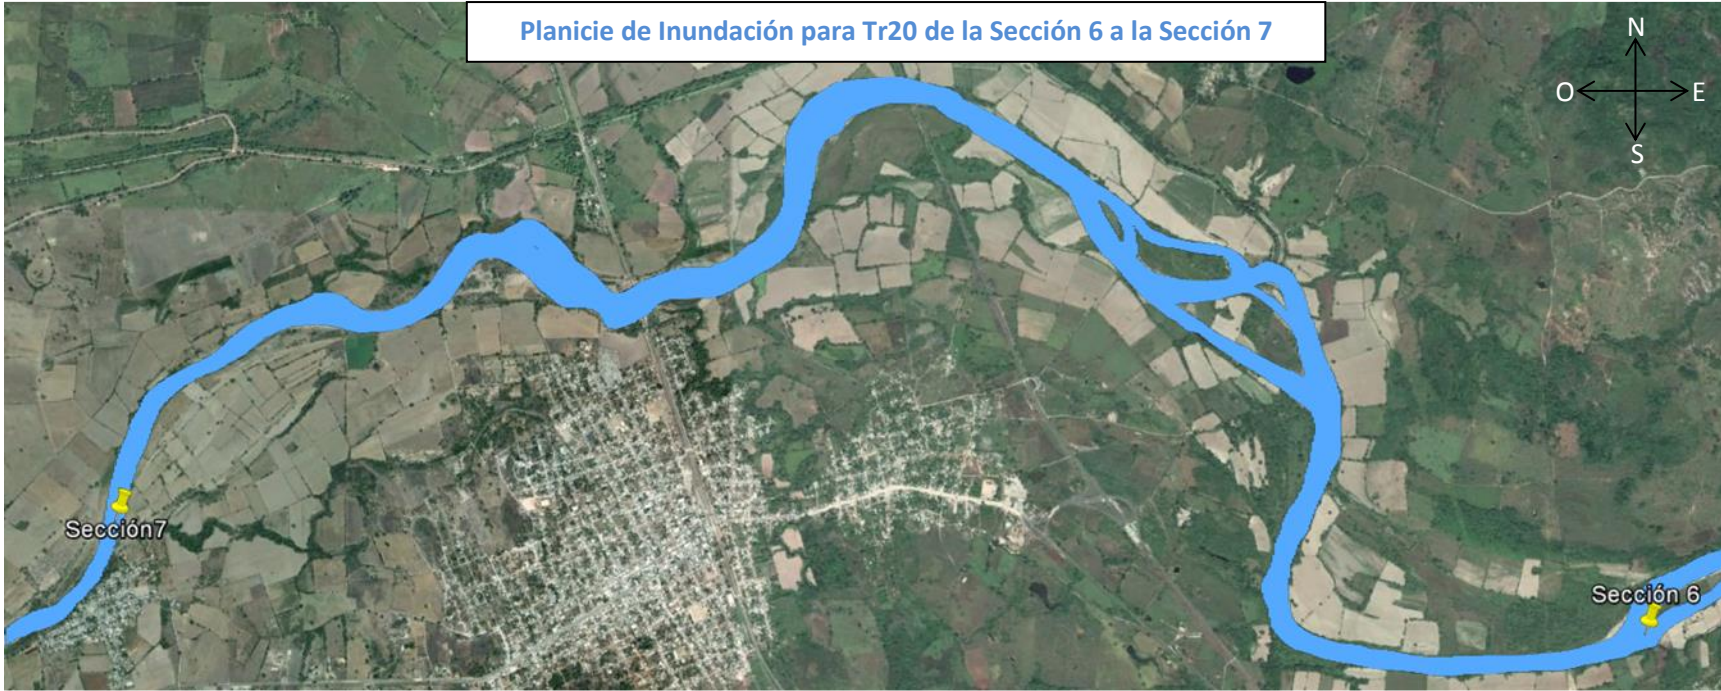 Planicie de Inundación para Tr20 de la Sección 6 a la Sección 7
N
O E
S
Sección7
Sección 6